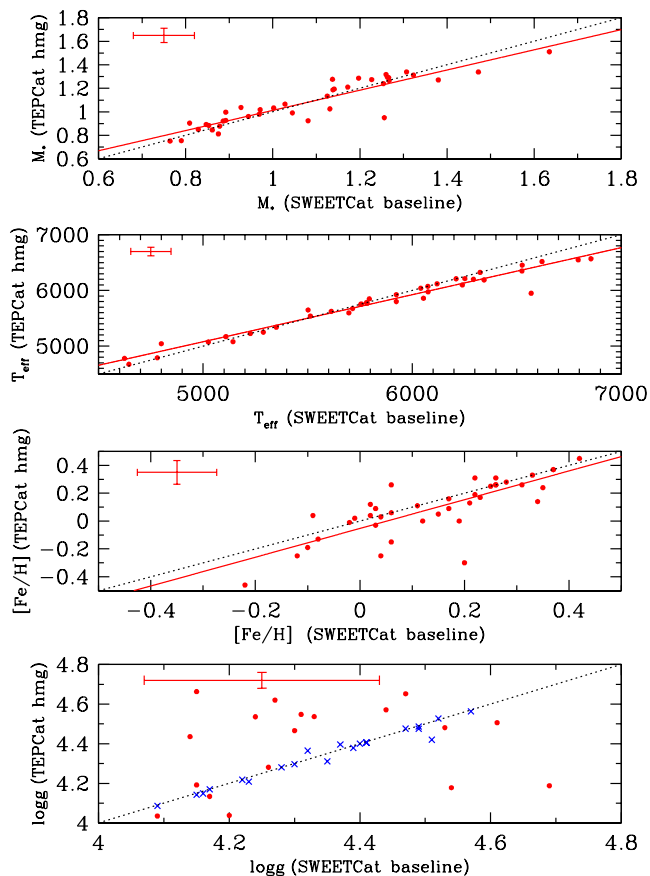 1.8
1.6
1.4
1.2
1
0.8
0.6
M* (TEPCat hmg)
0.6 0.8 1 1.2 1.4 1.6 1.8
M* (SWEETCat baseline)
7000
6000
5000
Teff (TEPCat hmg)
5000 6000 7000
Teff (SWEETCat baseline)
0.4
0.2
0
−0.2
−0.4
[Fe/H] (TEPCat hmg)
−0.4 −0.2 0 0.2 0.4
[Fe/H] (SWEETCat baseline)
4.8
4.6
4.4
4.2
4
logg (TEPCat hmg)
4 4.2 4.4 4.6 4.8
logg (SWEETCat baseline)